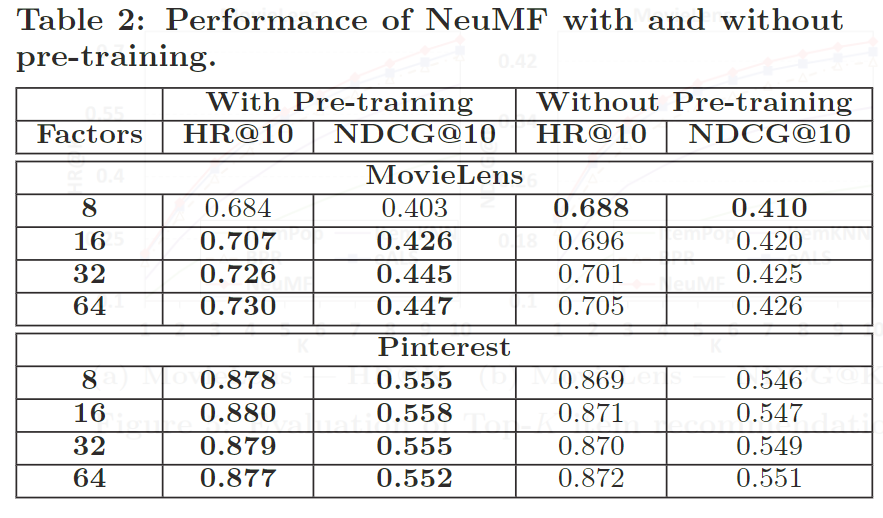 Table 2: Performance of NeuMF with and without
pre-training.
With Pre-training Without Pre-training
Factors HR@10 NDCG@10 HR@10 NDCG@10
MovieLens
8 0.684 0.403 0.688 0.410
16 0.707 0.426 0.696 0.420
32 0.726 0.445 0.701 0.425
64 0.730 0.447 0.705 0.426
Pinterest
8 0.878 0.555 0.869 0.546
16 0.880 0.558 0.871 0.547
32 0.879 0.555 0.870 0.549
64 0.877 0.552 0.872 0.551